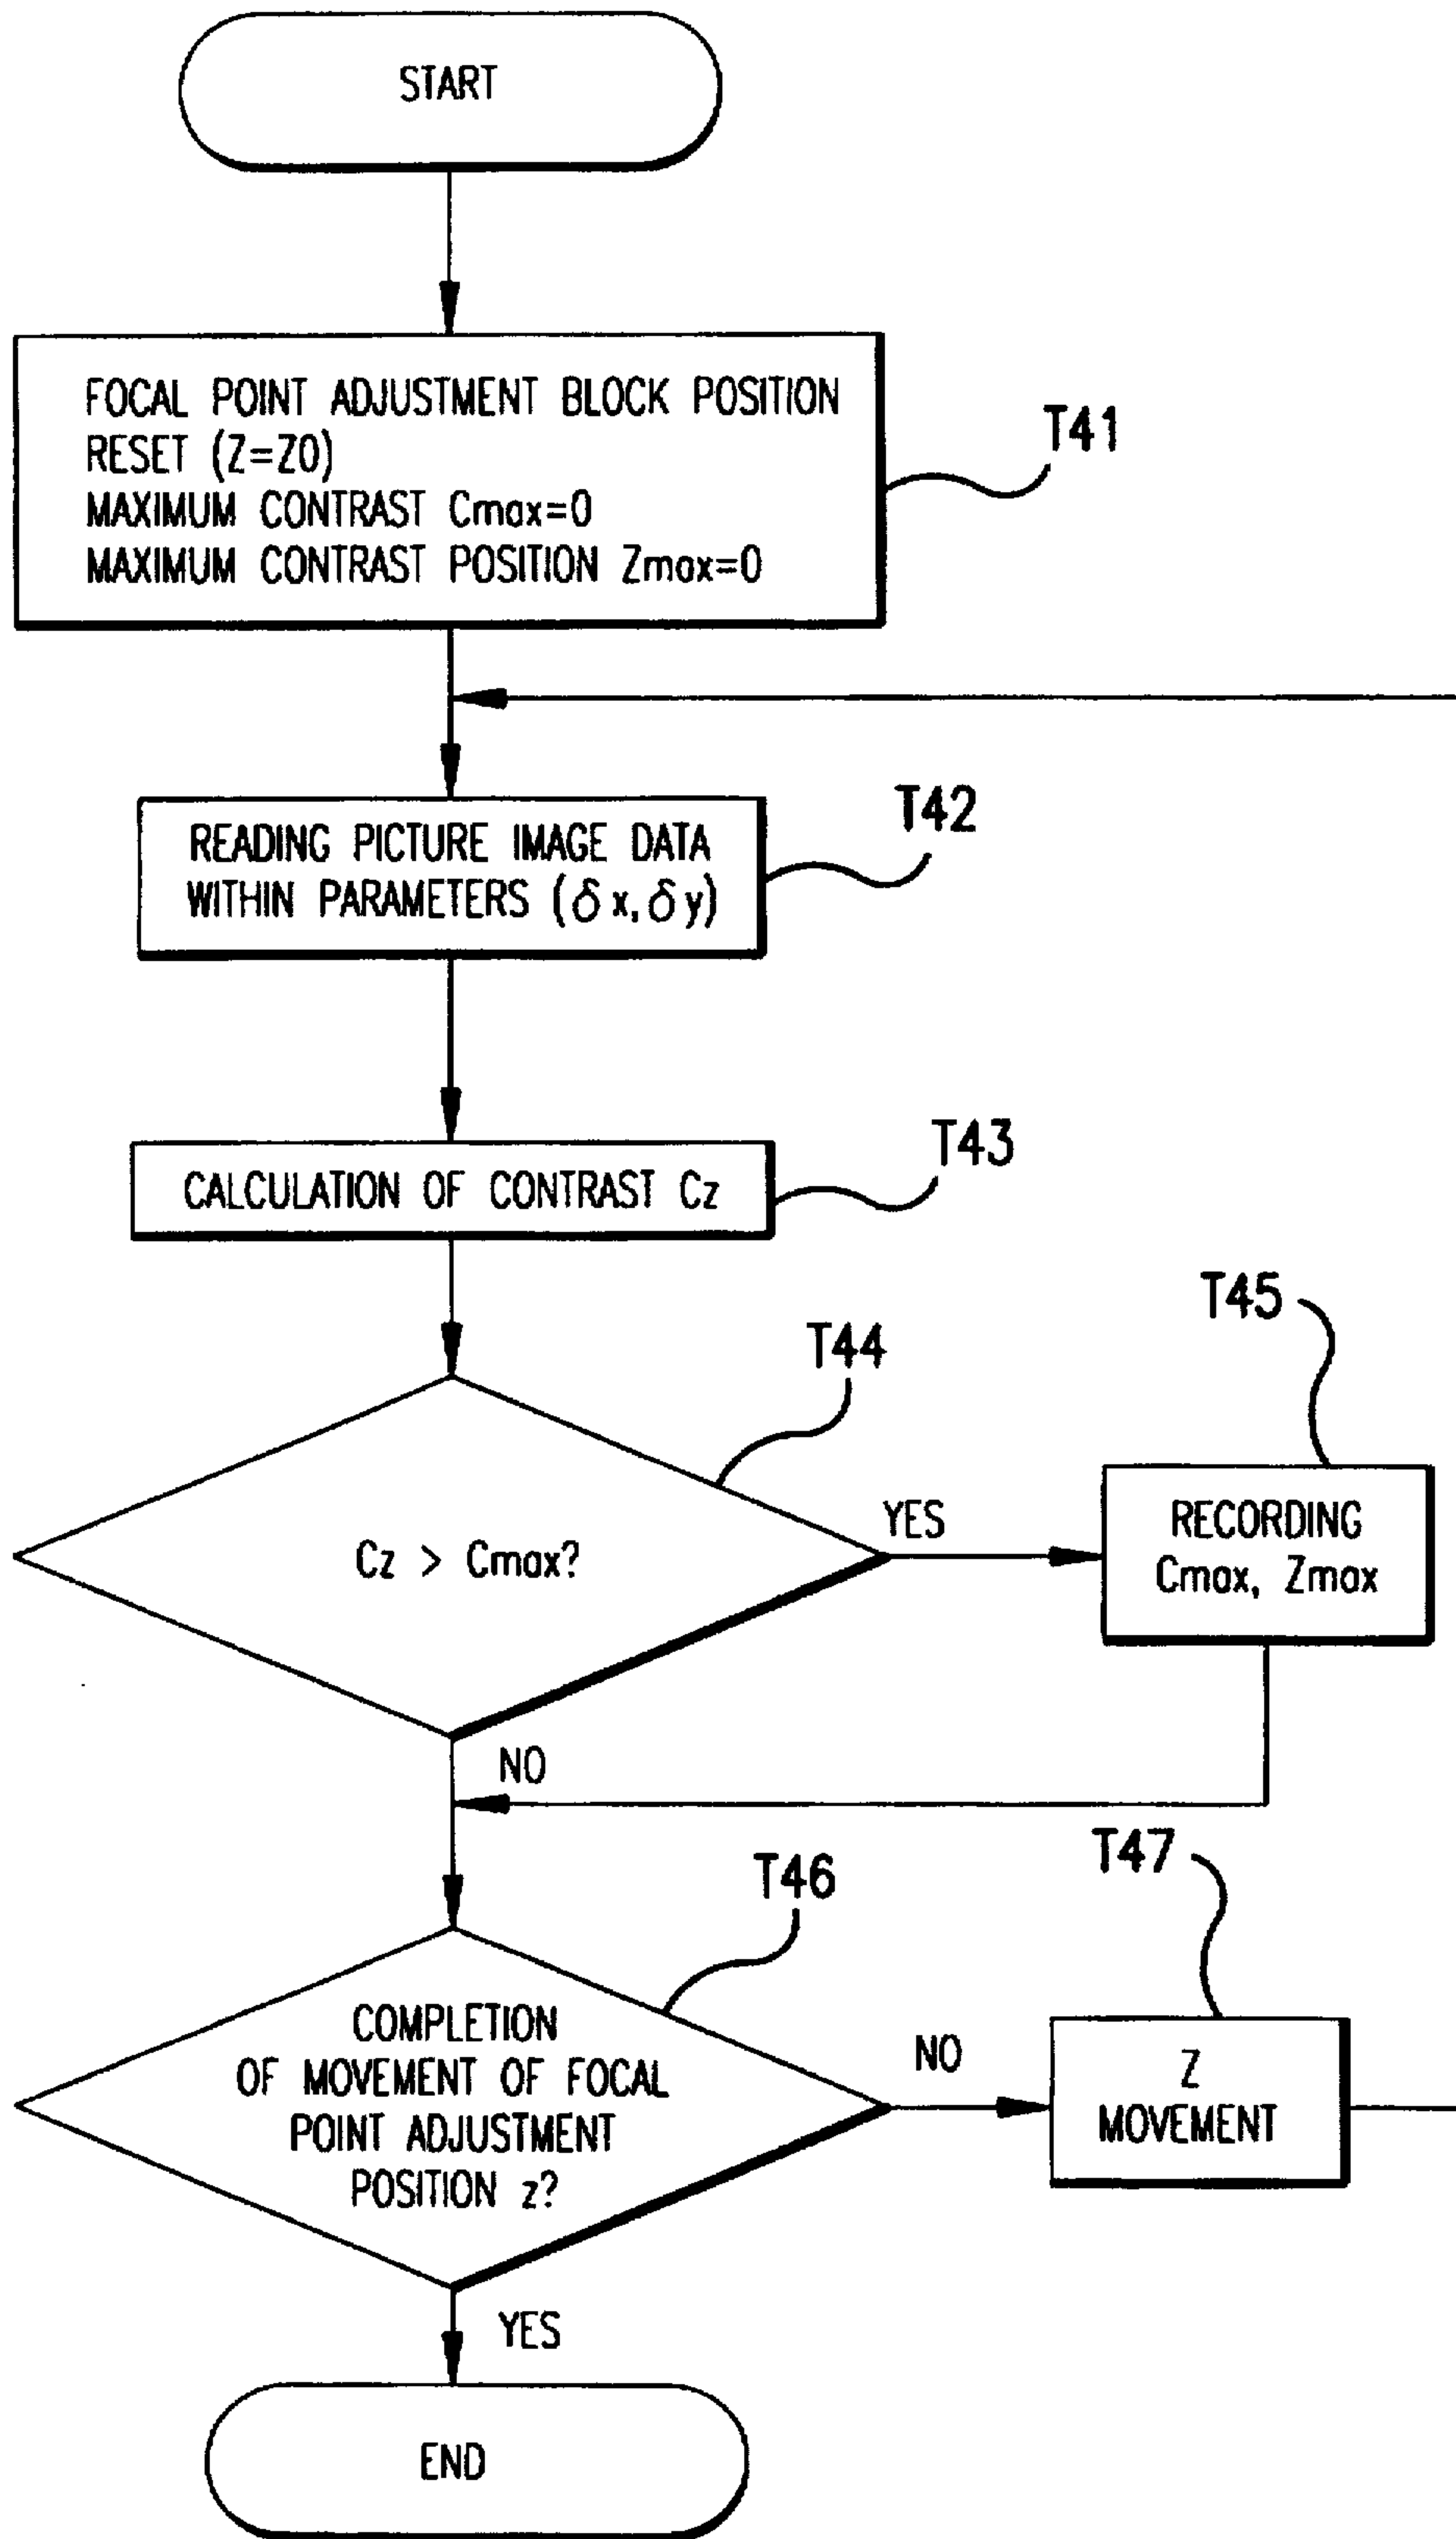 START
FOCAL POINT ADJUSTMENT BLOCK POSITION
RESET (Z=Z0)
MAXIMUM CONTRAST Cmax=0
MAXIMUM CONTRAST POSITION Zmax=0
T41
READING PICTURE IMAGE DATA
WITHIN PARAMETERS (δx,δy)
T42
CALCULATION OF CONTRAST Cz
T43
Cz > Cmax?
T44
YES
RECORDING
Cmax, Zmax
T45
NO
COMPLETION
OF MOVEMENT OF FOCAL
POINT ADJUSTMENT
POSITION z?
T46
NO
Z
MOVEMENT
T47
YES
END